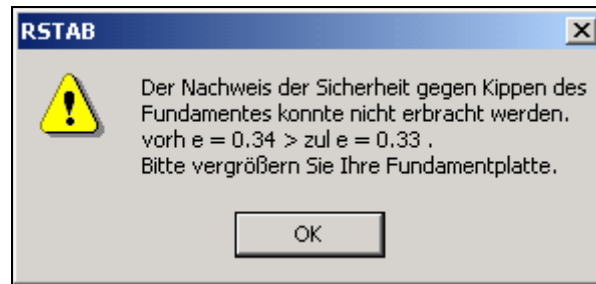 RSTAB
Der Nachweis der Sicherheit gegen Kippen des
Fundamentes konnte nicht erbracht werden.
vorh e = 0.34 > zul e = 0.33 .
Bitte vergrößern Sie Ihre Fundamentplatte.
OK